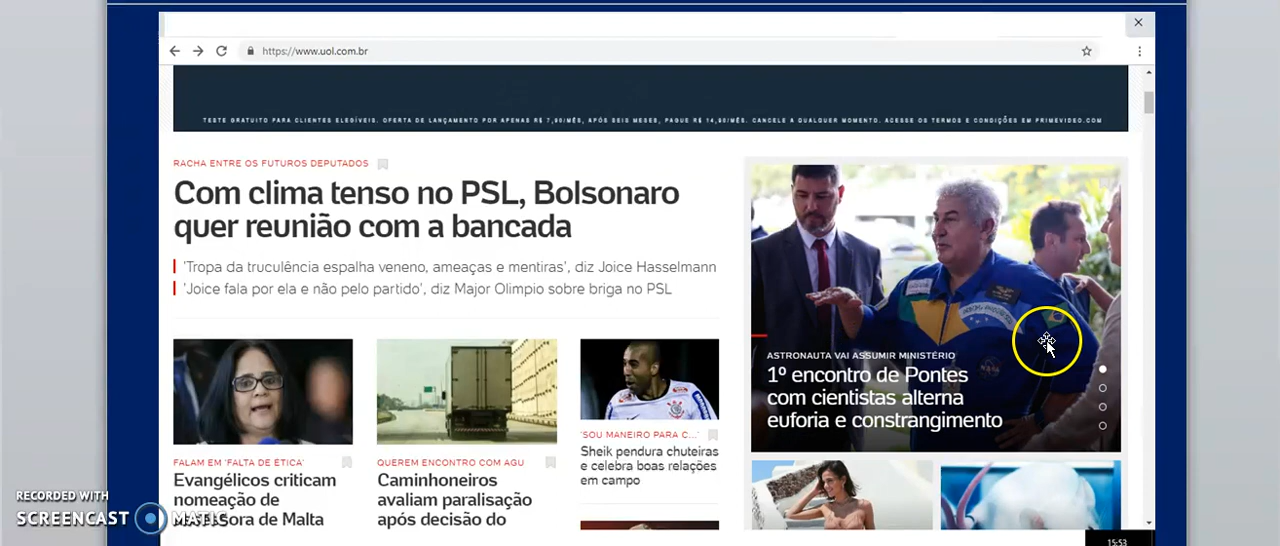 https://www.uol.com.br
TESTE GRATUITO PARA CLIENTES ELEGÍVEIS. OFERTA DE LANÇAMENTO POR APENAS R$ 7,90/MÊS, APÓS SEIS MESES, PAGUE R$ 14,90/MÊS. CANCELE A QUALQUER MOMENTO. ACESSE OS TERMOS E CONDIÇÕES EM PRIMEVIDEO.COM
RACHA ENTRE OS FUTUROS DEPUTADOS
Com clima tenso no PSL, Bolsonaro
quer reunião com a bancada
'Tropa da truculência espalha veneno, ameaças e mentiras', diz Joice Hasselmann
'Joice fala por ela e não pelo partido', diz Major Olimpio sobre briga no PSL
ASTRONAUTA VAI ASSUMIR MINISTÉRIO
1º encontro de Pontes
com cientistas alterna
euforia e constrangimento
FALAM EM 'FALTA DE ÉTICA'
Evangélicos criticam
nomeação de
de Malta
QUEREM ENCONTRO COM AGU
Caminhoneiros
avaliam paralisação
após decisão do
"SOU MANEIRO PARA C..."
Sheik pendura chuteiras
e celebra boas relações
em campo
RECORDED WITH
SCREENCAST MATIC
15:53